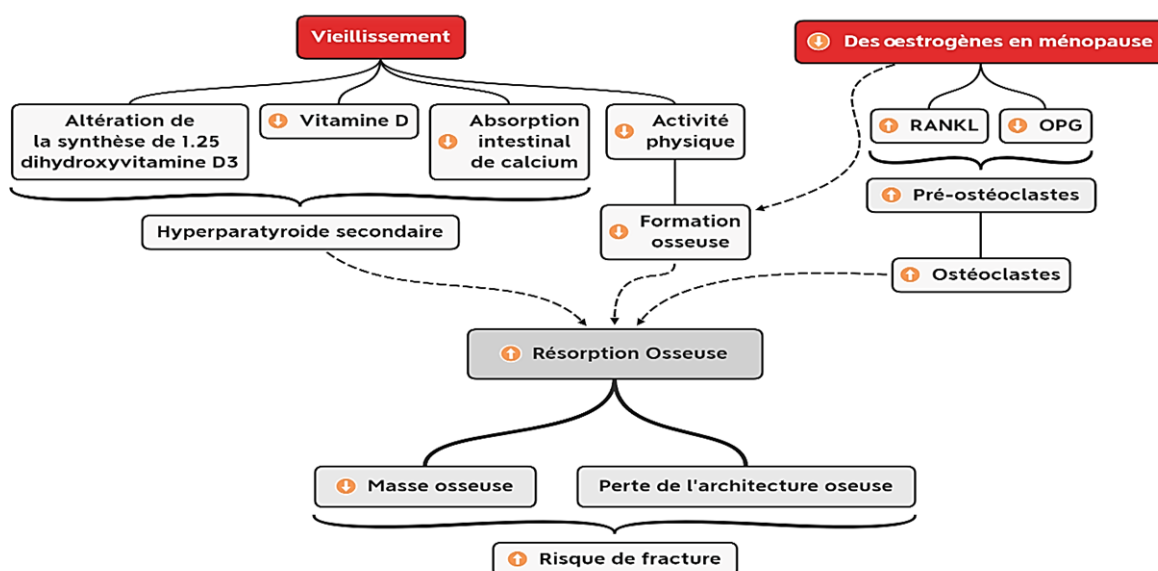 Vieillissement
Des œstrogènes en ménopause
Altération de
la synthèse de 1.25
dihydroxyvitamine D3
Vitamine D
Absorption
intestinal
de calcium
Activité
physique
RANKL
OPG
Pré-ostéoclastes
Hyperparatyroide secondaire
Formation
osseuse
Ostéoclastes
Résorption Osseuse
Masse osseuse
Perte de l'architecture oseuse
Risque de fracture